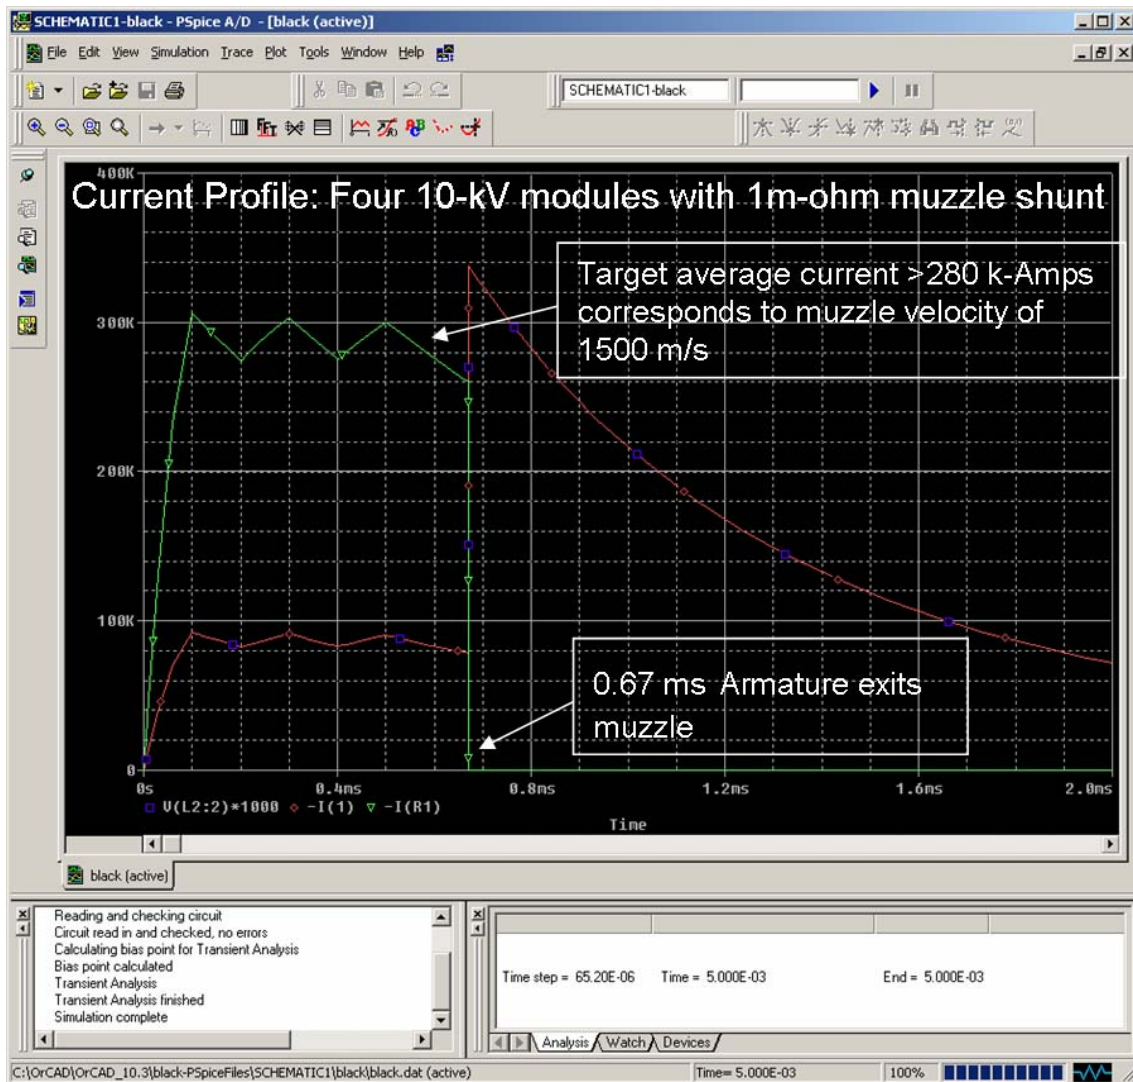 SCHEMATIC1-black - PSpice A/D - [black (active)]
File Edit View Simulation Trace Plot Tools Window Help
SCHEMATIC1-black
FFT
400K
Current Profile: Four 10-kV modules with 1m-ohm muzzle shunt
Target average current >280 k-Amps
corresponds to muzzle velocity of
1500 m/s
300K
200K
100K
0.67 ms Armature exits
muzzle
0
0s 0.4ms 0.8ms 1.2ms 1.6ms 2.0ms
V(L2:2)*1000 -I(1) -I(R1)
Time
black (active)
Reading and checking circuit
Circuit read in and checked, no errors
Calculating bias point for Transient Analysis
Bias point calculated
Transient Analysis
Transient Analysis finished
Simulation complete
Time step = 65.20E-06 Time = 5.000E-03 End = 5.000E-03
Analysis Watch Devices
C:\OrCAD\OrCAD_10.3\black-PSpiceFiles\SCHEMATIC1\black\black.dat (active) Time= 5.000E-03 100%